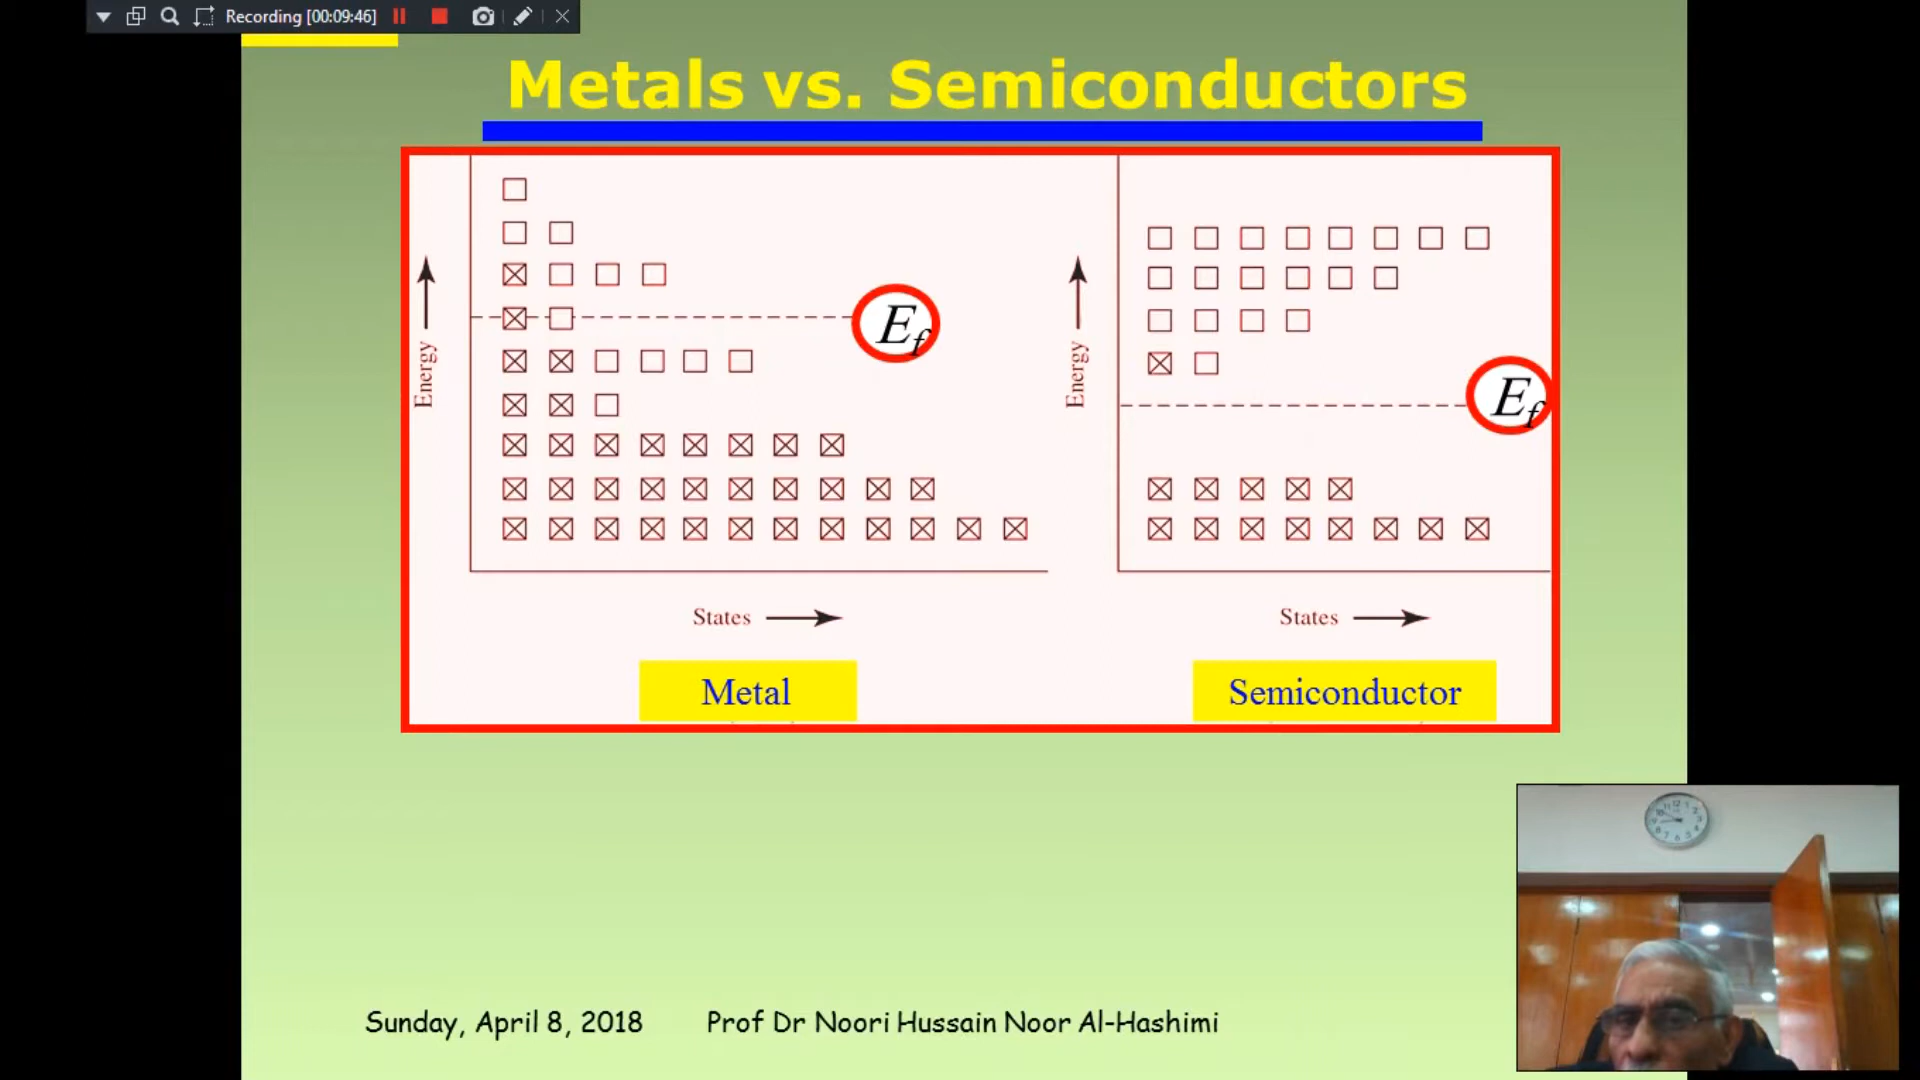 Recording [00:09:46]
Metals vs. Semiconductors
Energy
Ef
Energy
Ef
States
States
Metal
Semiconductor
Sunday, April 8, 2018
Prof Dr Noori Hussain Noor Al-Hashimi